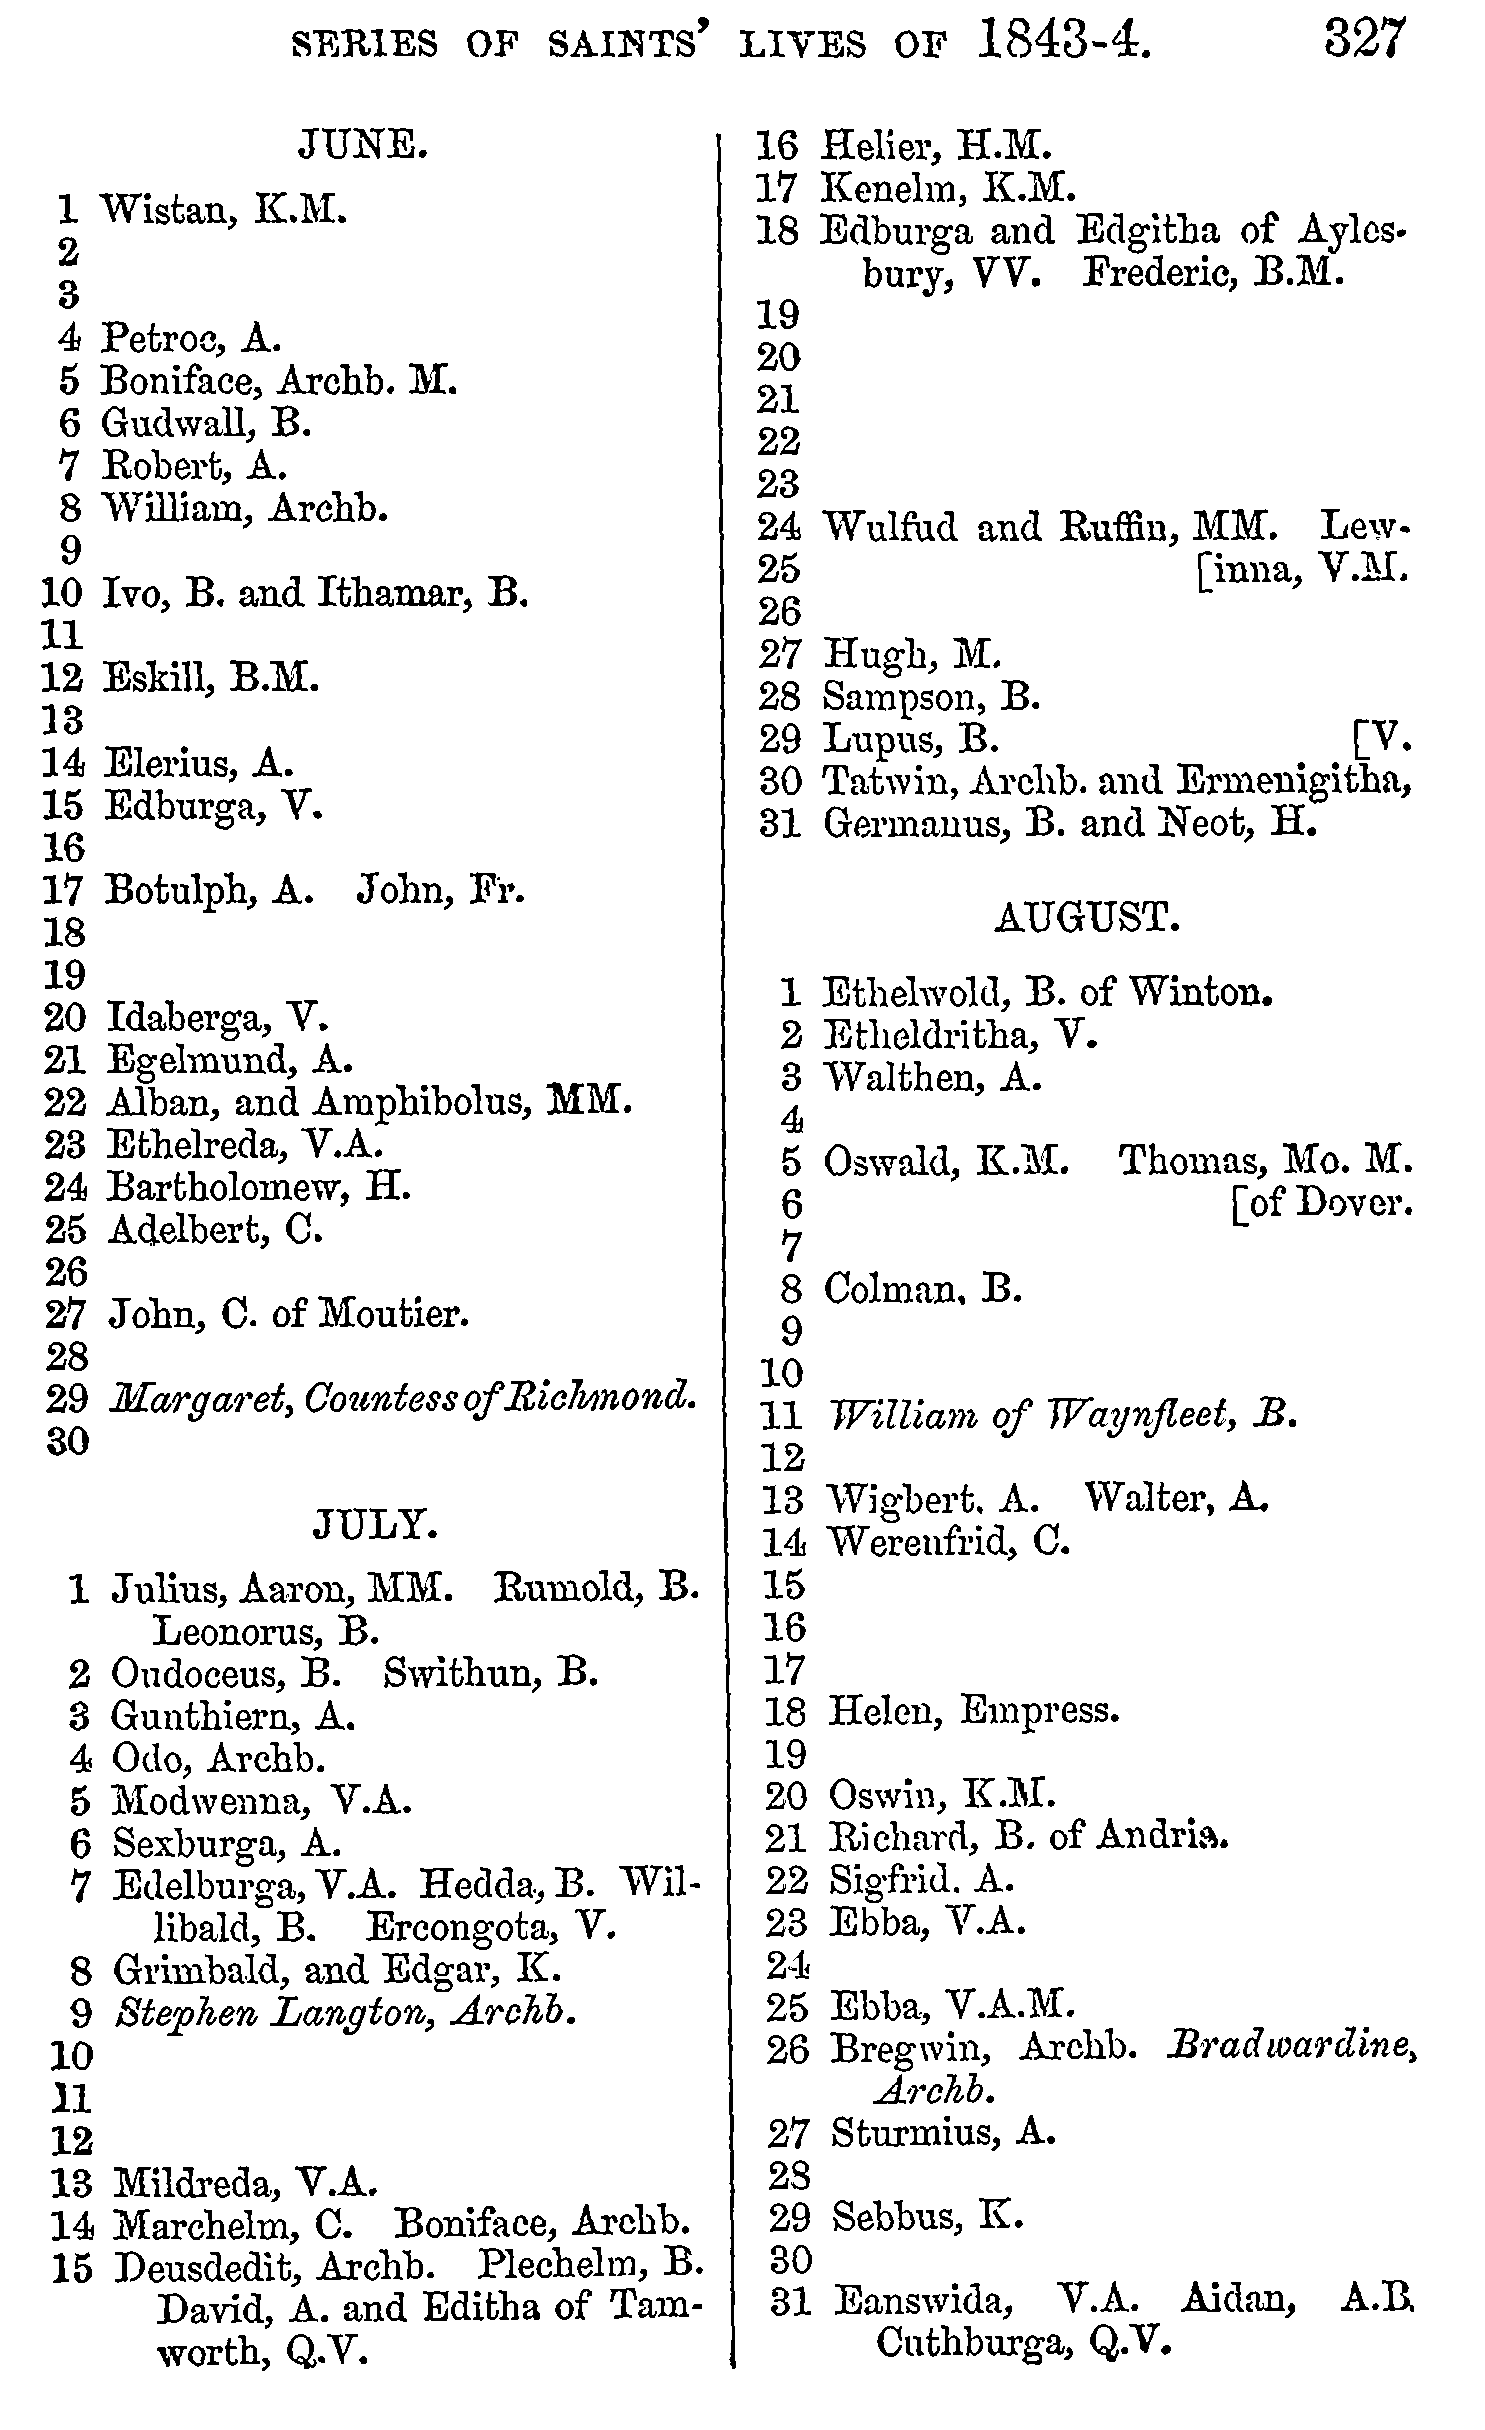 SERIES OF SAINTS' LIVES OF 1843-4. 327
JUNE.
1 Wistan, K.M.
2
3
4 Petroc, A.
5 Boniface, Archb. M.
6 Gudwall, B.
7 Robert, A.
8 William, Archb.
9
10 Ivo, B. and Ithamar, B.
11
12 Eskill, B.M.
13
14 Elerius, A.
15 Edburga, V.
16
17 Botulph, A. John, Fr.
18
19
20 Idaberga, V.
21 Egelmund, A.
22 Alban, and Amphibolus, MM.
23 Ethelreda, V.A.
24 Bartholomew, H.
25 Adelbert, C.
26
27 John, C. of Moutier.
28
29 Margaret, Countess of Richmond.
30
JULY.
1 Julius, Aaron, MM. Rumold, B.
Leonorus, B.
2 Oudoceus, B. Swithun, B.
3 Gunthiern, A.
4 Odo, Archb.
5 Modwenna, V.A.
6 Sexburga, A.
7 Edelburga, V.A. Hedda, B. Wil-
libald, B. Ercongota, V.
8 Grimbald, and Edgar, K.
9 Stephen Langton, Archb.
10
11
12
13 Mildreda, V.A.
14 Marchelm, C. Boniface, Archb.
15 Deusdedit, Archb. Plechelm, B.
David, A. and Editha of Tam-
worth, Q.V.
16 Helier, H.M.
17 Kenelm, K.M.
18 Edburga and Edgitha of Ayles-
bury, VV. Frederic, B.M.
19
20
21
22
23
24 Wulfud and Ruffin, MM. Lew-
25 [inna, V.M.
26
27 Hugh, M.
28 Sampson, B.
29 Lupus, B. [V.
30 Tatwin, Archb. and Ermenigitha,
31 Germanus, B. and Neot, H.
AUGUST.
1 Ethelwold, B. of Winton.
2 Etheldritha, V.
3 Walthen, A.
4
5 Oswald, K.M. Thomas, Mo. M.
6 [of Dover.
7
8 Colman, B.
9
10
11 William of Waynfleet, B.
12
13 Wigbert, A. Walter, A.
14 Werenfrid, C.
15
16
17
18 Helen, Empress.
19
20 Oswin, K.M.
21 Richard, B. of Andria.
22 Sigfrid, A.
23 Ebba, V.A.
24
25 Ebba, V.A.M.
26 Bregwin, Archb. Bradwardine,
Archb.
27 Sturmius, A.
28
29 Sebbus, K.
30
31 Eanswida, V.A. Aidan, A.B.
Cuthburga, Q.V.